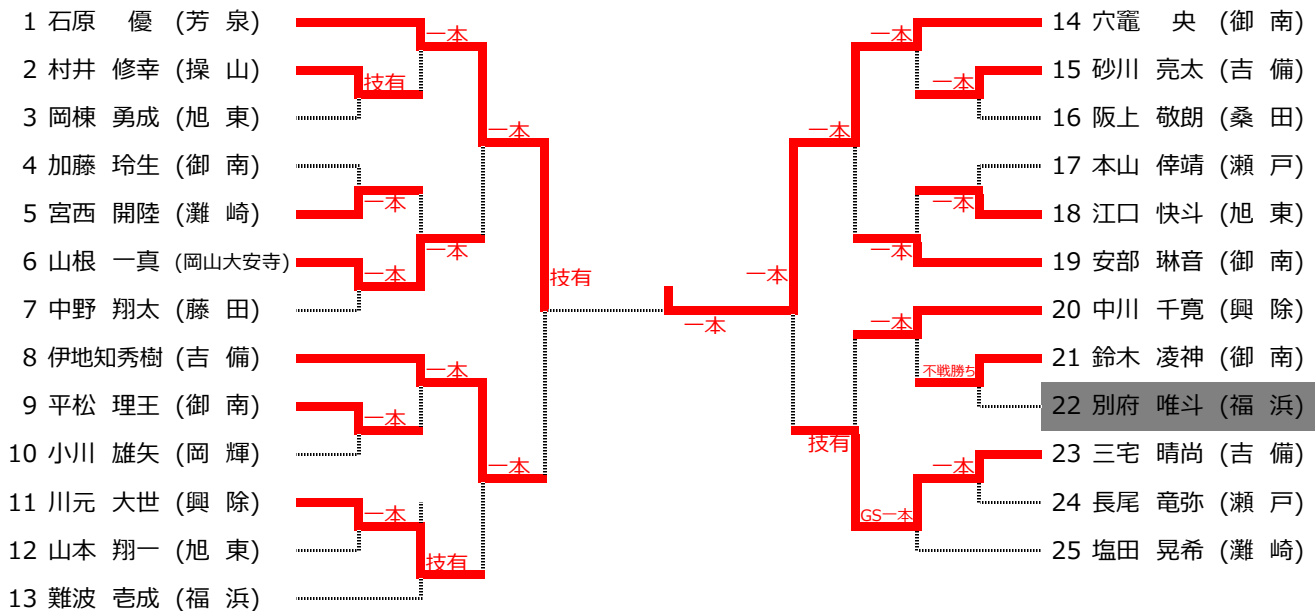 1 石原 優 (芳 泉)
2 村井 修幸 (操 山)
3 岡棟 勇成 (旭 東)
4 加藤 玲生 (御 南)
5 宮西 開陸 (灘 崎)
6 山根 一真 (岡山大安寺)
7 中野 翔太 (藤 田)
8 伊地知秀樹 (吉 備)
9 平松 理王 (御 南)
10 小川 雄矢 (岡 輝)
11 川元 大世 (興 除)
12 山本 翔一 (旭 東)
13 難波 壱成 (福 浜)
一本
技有
一本
一本
一本
一本
技有
一本
一本
一本
一本
技有
一本
一本
一本
一本
一本
一本
一本
一本
不戦勝ち
技有
一本
GS一本
14 穴竈 央 (御 南)
15 砂川 亮太 (吉 備)
16 阪上 敬朗 (桑 田)
17 本山 倖靖 (瀬 戸)
18 江口 快斗 (旭 東)
19 安部 琳音 (御 南)
20 中川 千寛 (興 除)
21 鈴木 凌神 (御 南)
22 別府 唯斗 (福 浜)
23 三宅 晴尚 (吉 備)
24 長尾 竜弥 (瀬 戸)
25 塩田 晃希 (灘 崎)